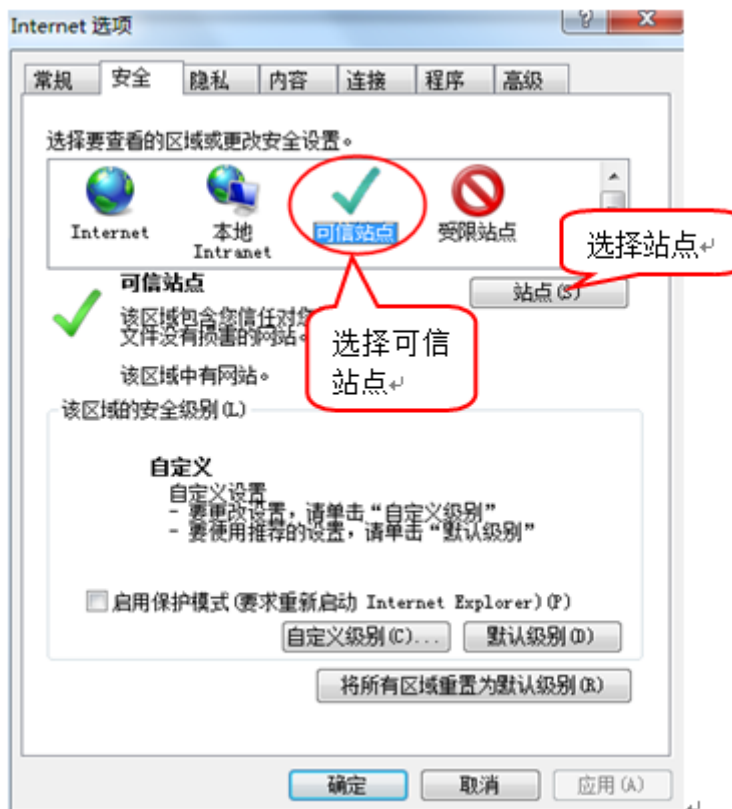 Internet 选项
常规 安全 隐私 内容 连接 程序 高级
选择要查看的区域或更改安全设置。
Internet
本地
Intranet
可信站点
受限站点
选择站点
可信站点
站点(S)
该区域包含您信任对您
文件没有损害的网站。
选择可信
站点
该区域中有网站。
该区域的安全级别(L)
自定义
自定义设置
- 要更改设置，请单击“自定义级别”
- 要使用推荐的设置，请单击“默认级别”
启用保护模式(要求重新启动 Internet Explorer)(P)
自定义级别(C)... 默认级别(D)
将所有区域重置为默认级别(R)
确定 取消 应用(A)